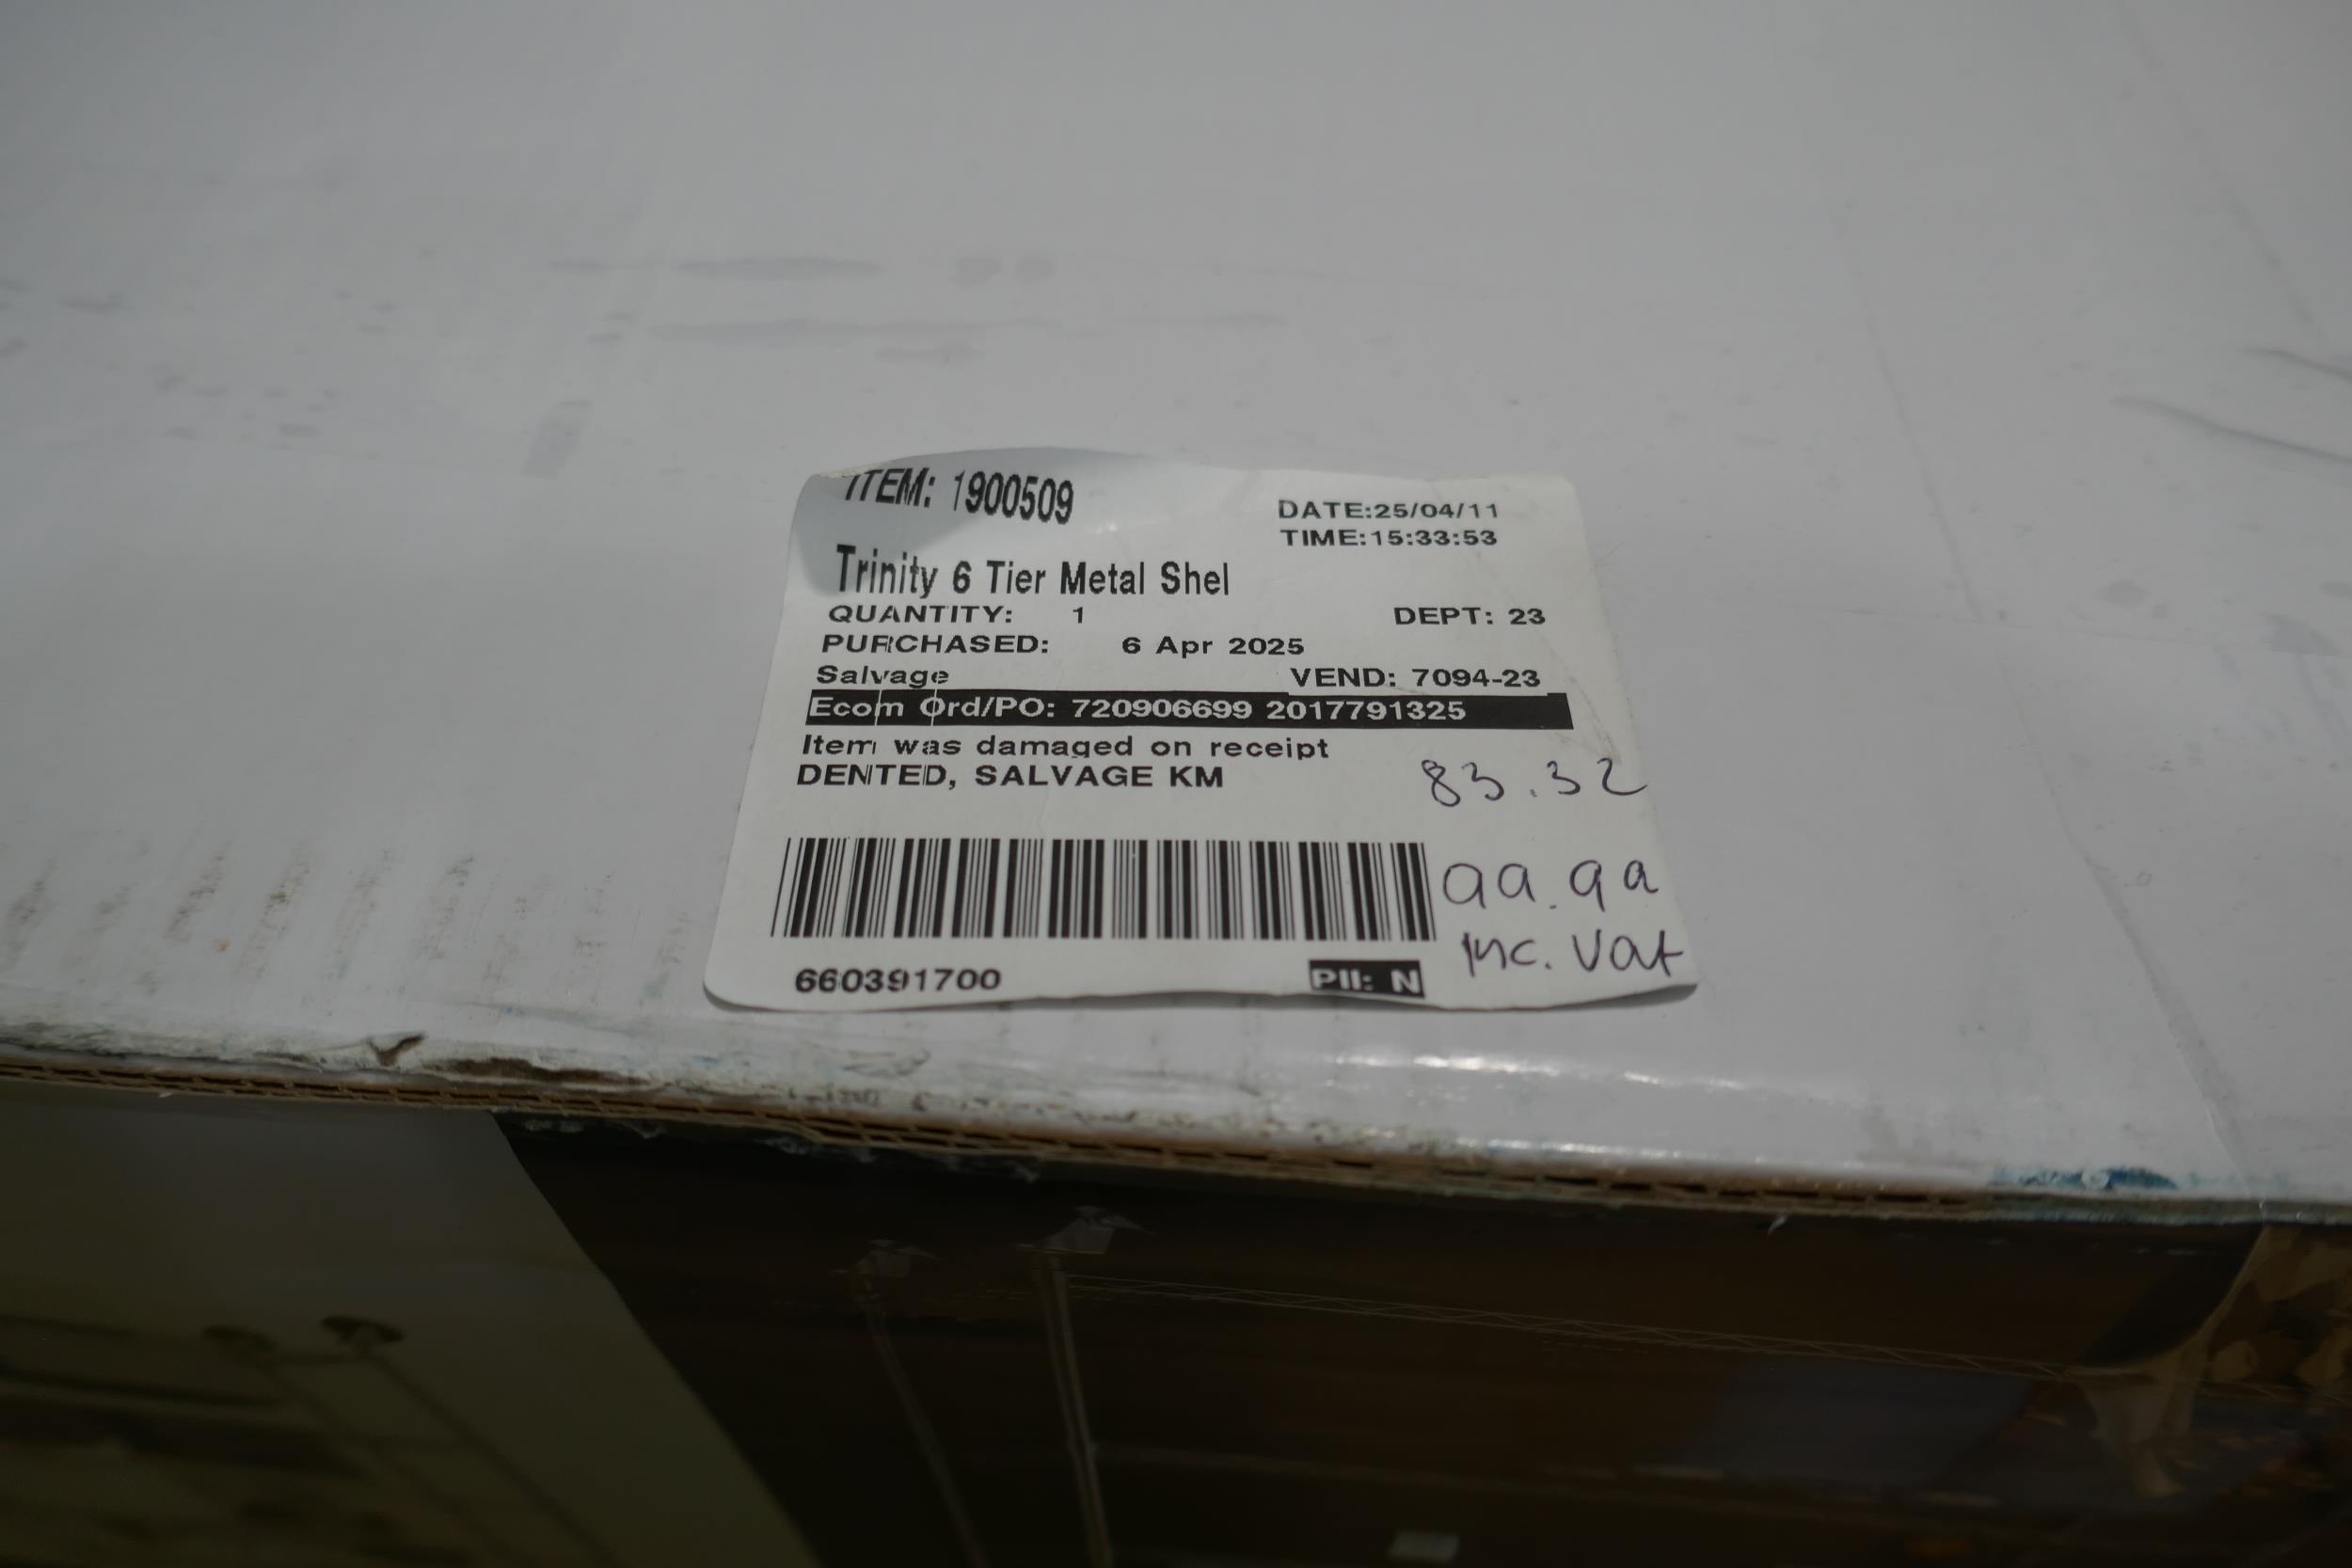 ITEM: 1900509
DATE:25/04/11
TIME:15:33:53
Trinity 6 Tier Metal Shel
QUANTITY: 1 DEPT: 23
PURCHASED: 6 Apr 2025
Salvage VEND: 7094-23
Ecom Ord/PO: 720906699 2017791325
Item was damaged on receipt
DENTED, SALVAGE KM
83.32
99.99
inc. Vat
660391700 PII: N